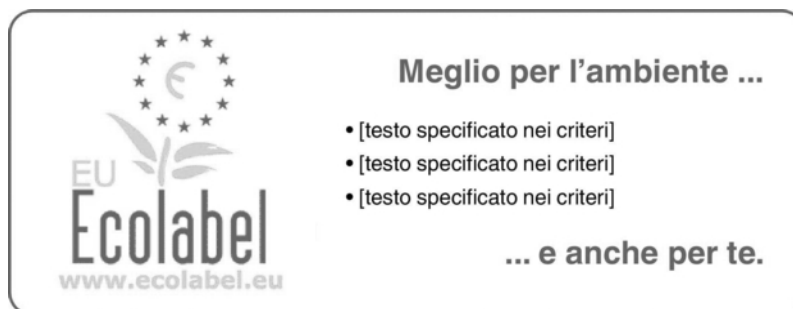 Meglio per l'ambiente ...
• [testo specificato nei criteri]
• [testo specificato nei criteri]
• [testo specificato nei criteri]
... e anche per te.
€
EU
Ecolabel
www.ecolabel.eu